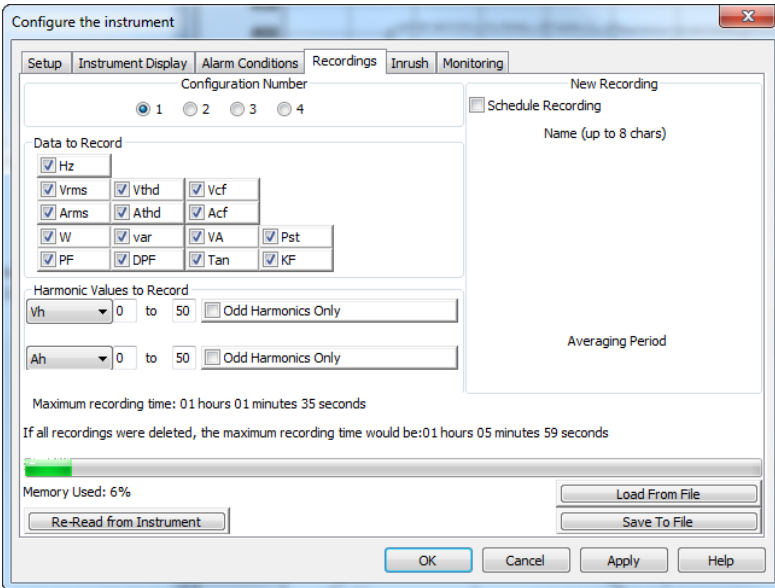 Configure the instrument
Setup Instrument Display Alarm Conditions Recordings Inrush Monitoring
Configuration Number
1 2 3 4
Data to Record
Hz
Vrms Vthd Vcf
Arms Athd Acf
W var VA Pst
PF DPF Tan KF
Harmonic Values to Record
Vh 0 to 50 Odd Harmonics Only
Ah 0 to 50 Odd Harmonics Only
New Recording
Schedule Recording
Name (up to 8 chars)
Averaging Period
Maximum recording time: 01 hours 01 minutes 35 seconds
If all recordings were deleted, the maximum recording time would be:01 hours 05 minutes 59 seconds
Memory Used: 6%
Re-Read from Instrument
Load From File
Save To File
OK Cancel Apply Help